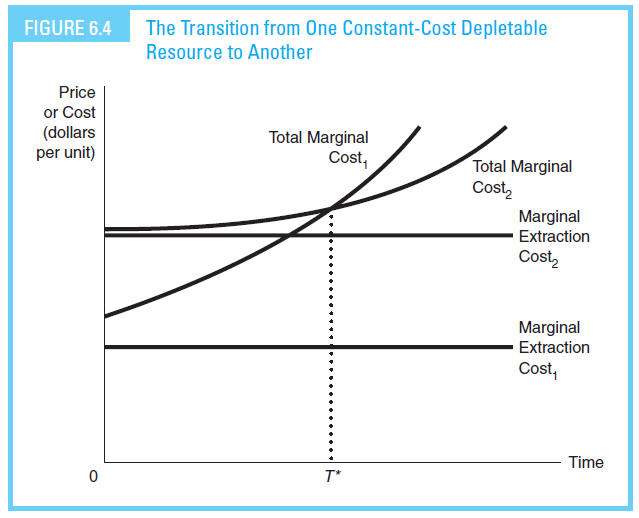 FIGURE 6.4
The Transition from One Constant-Cost Depletable
Resource to Another
Price
or Cost
(dollars
per unit)
Total Marginal
Cost1
Total Marginal
Cost2
Marginal
Extraction
Cost2
Marginal
Extraction
Cost1
0
T*
Time